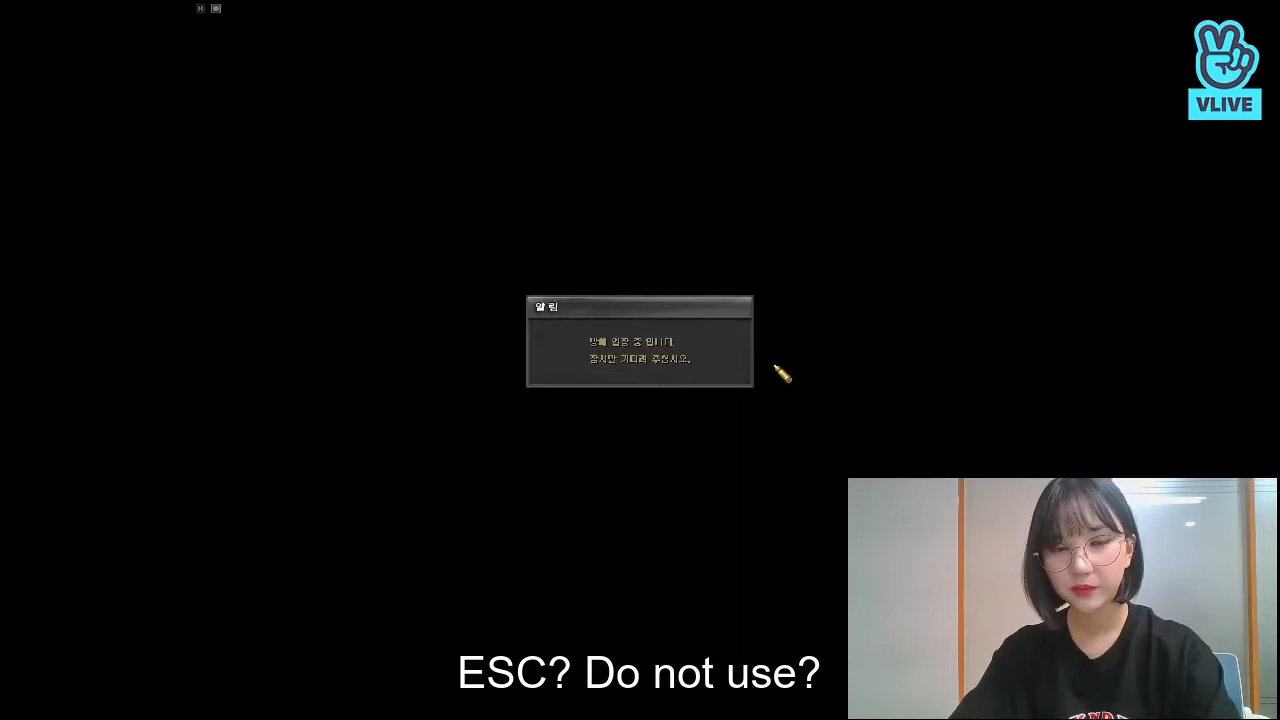 VLIVE
알 림
방에 입장 중 입니다.
잠시만 기다려 주십시오.
ESC? Do not use?